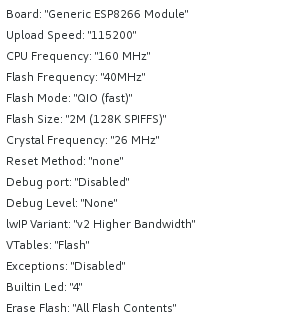 Board: "Generic ESP8266 Module"
Upload Speed: "115200"
CPU Frequency: "160 MHz"
Flash Frequency: "40MHz"
Flash Mode: "QIO (fast)"
Flash Size: "2M (128K SPIFFS)"
Crystal Frequency: "26 MHz"
Reset Method: "none"
Debug port: "Disabled"
Debug Level: "None"
lwIP Variant: "v2 Higher Bandwidth"
VTables: "Flash"
Exceptions: "Disabled"
Builtin Led: "4"
Erase Flash: "All Flash Contents"